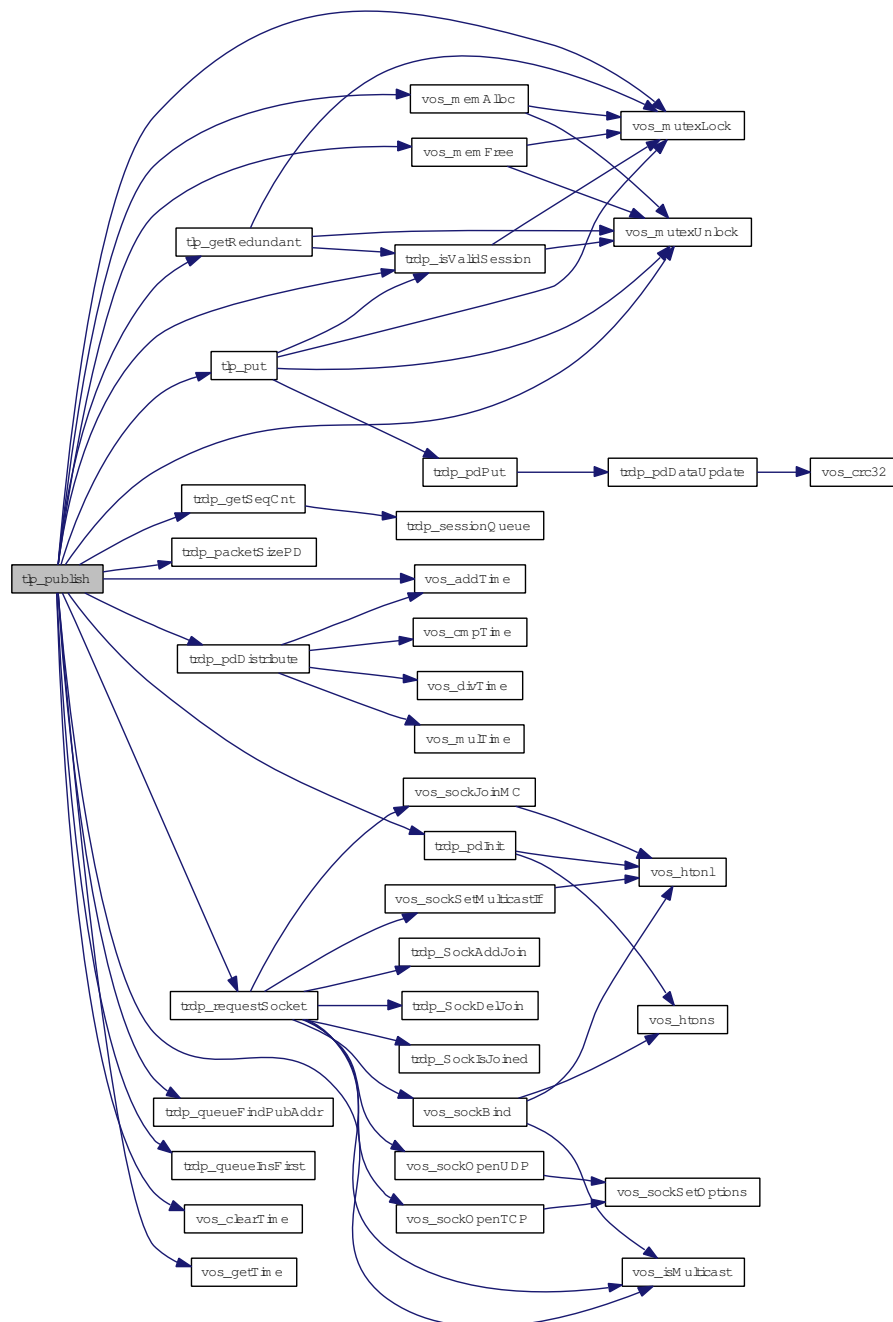 vos_memAlloc
vos_mutexLock
vos_memFree
vos_mutexUnlock
tlp_getRedundant
trdp_isValidSession
tlp_put
trdp_pdPut
trdp_pdDataUpdate
vos_crc32
trdp_getSeqCnt
trdp_sessionQueue
trdp_packetSizePD
tlp_publish
vos_addTime
vos_cmpTime
trdp_pdDistribute
vos_divTime
vos_mulTime
vos_sockJoinMC
trdp_pdInit
vos_htonl
vos_sockSetMulticastIf
trdp_SockAddJoin
trdp_requestSocket
trdp_SockDelJoin
vos_htons
trdp_SockIsJoined
trdp_queueFindPubAddr
vos_sockBind
trdp_queueInsFirst
vos_sockOpenUDP
vos_sockSetOptions
vos_clearTime
vos_sockOpenTCP
vos_getTime
vos_isMulticast